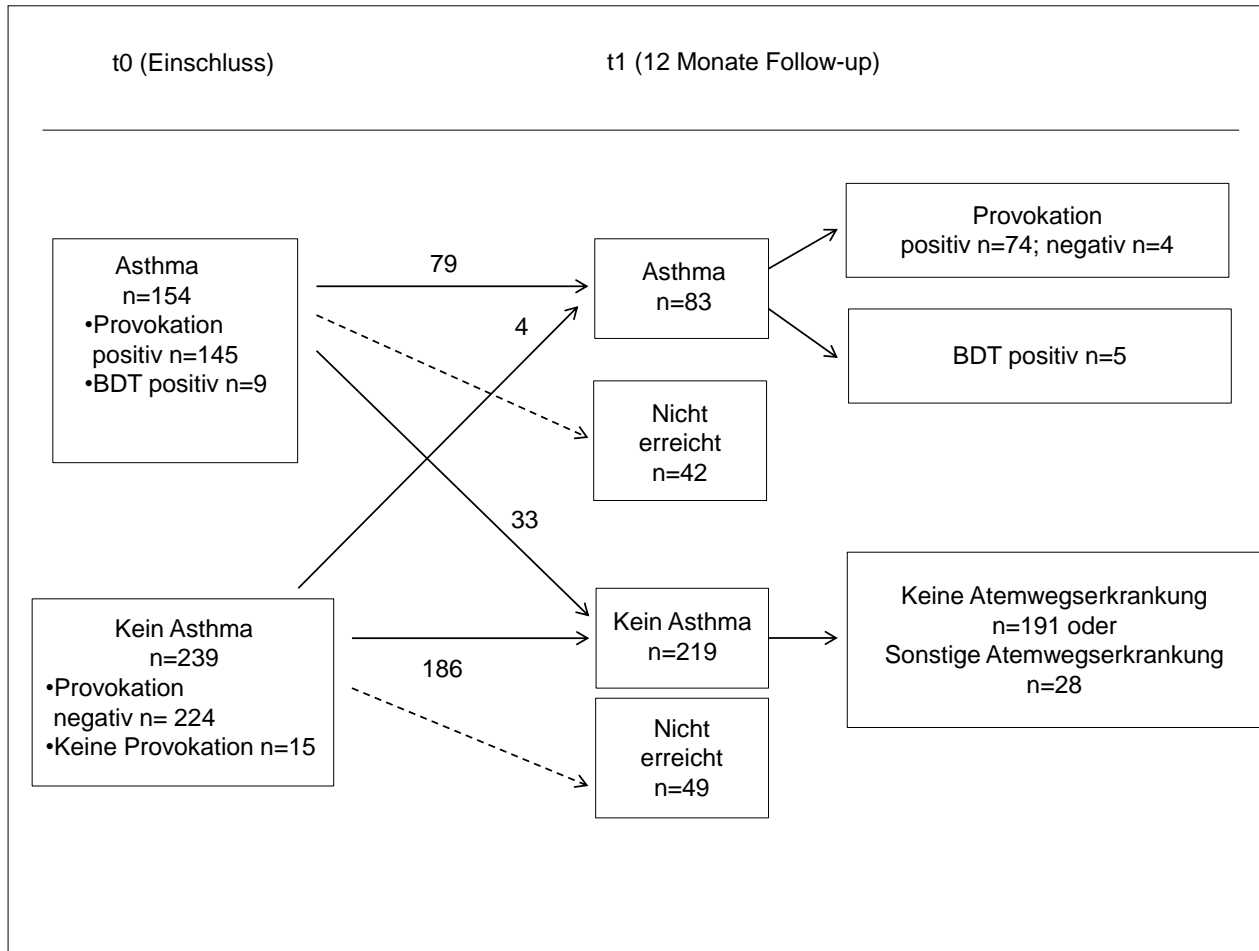 t0 (Einschluss)
t1 (12 Monate Follow-up)
Asthma
n=154
•Provokation
positiv n=145
•BDT positiv n=9
79
4
33
186
Kein Asthma
n=239
•Provokation
negativ n= 224
•Keine Provokation n=15
Asthma
n=83
Nicht
erreicht
n=42
Kein Asthma
n=219
Nicht
erreicht
n=49
Provokation
positiv n=74; negativ n=4
BDT positiv n=5
Keine Atemwegserkrankung
n=191 oder
Sonstige Atemwegserkrankung
n=28